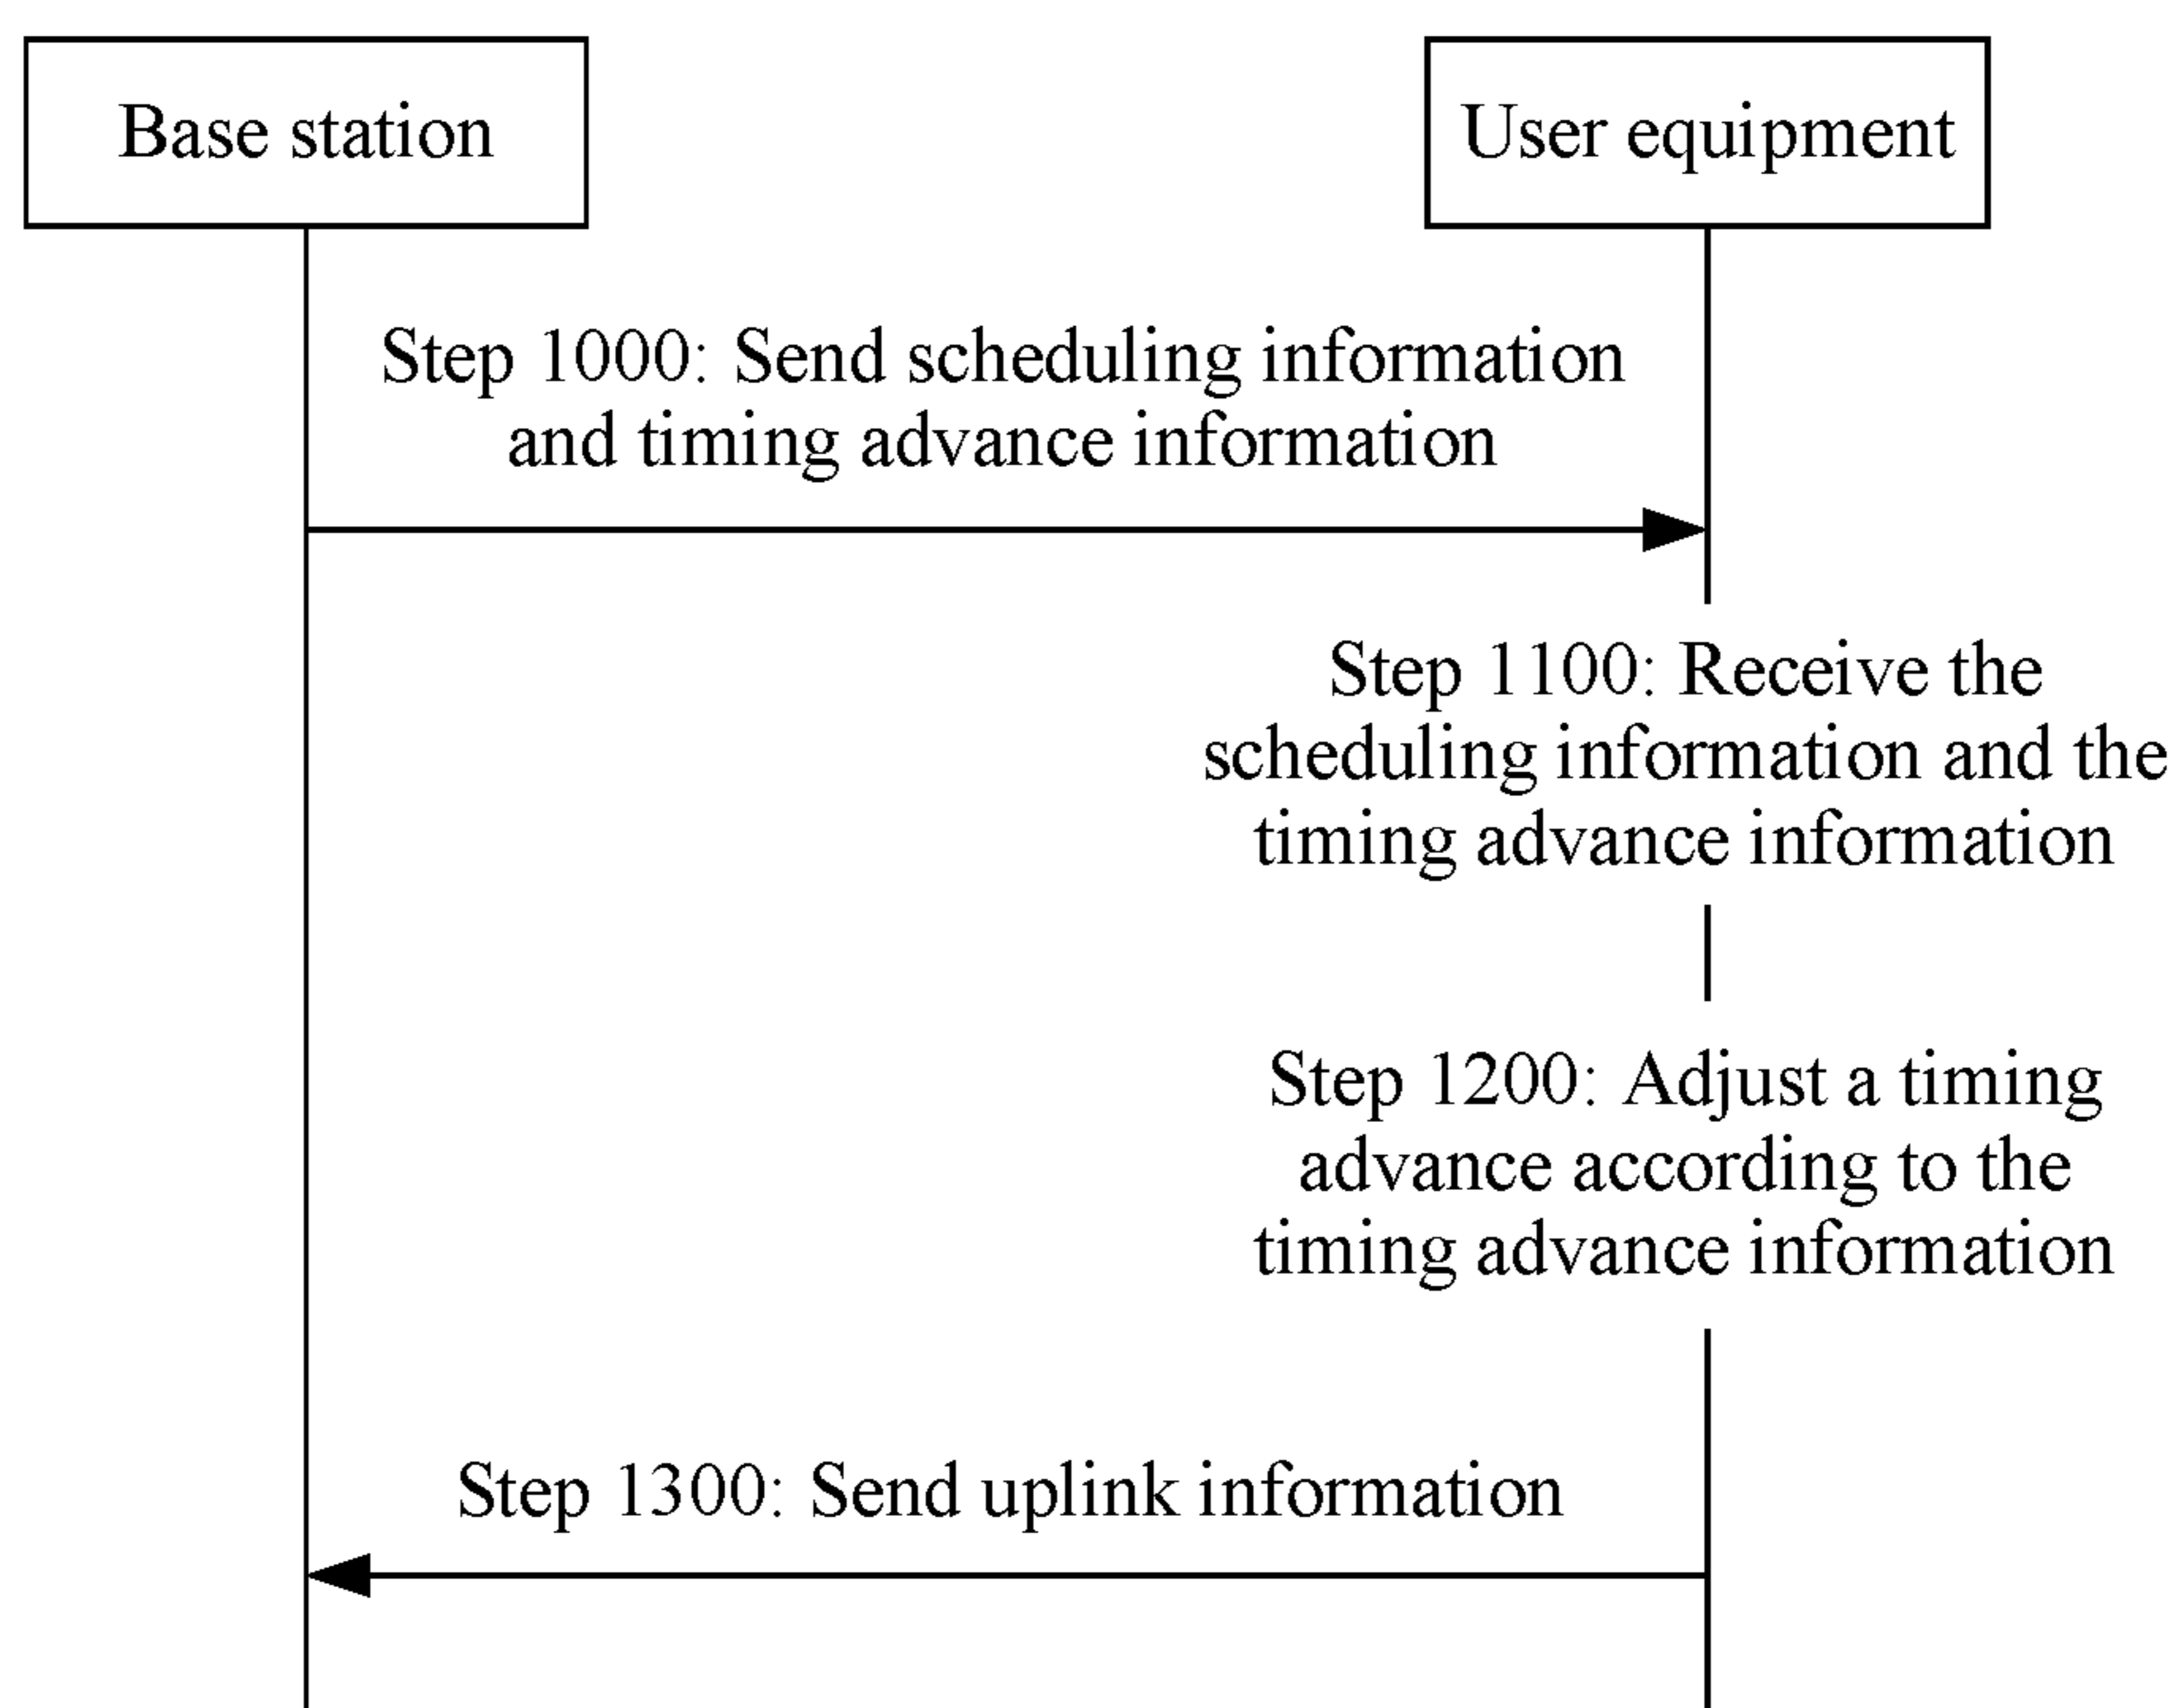 Base station
User equipment
Step 1000: Send scheduling information
and timing advance information
Step 1100: Receive the
scheduling information and the
timing advance information
Step 1200: Adjust a timing
advance according to the
timing advance information
Step 1300: Send uplink information